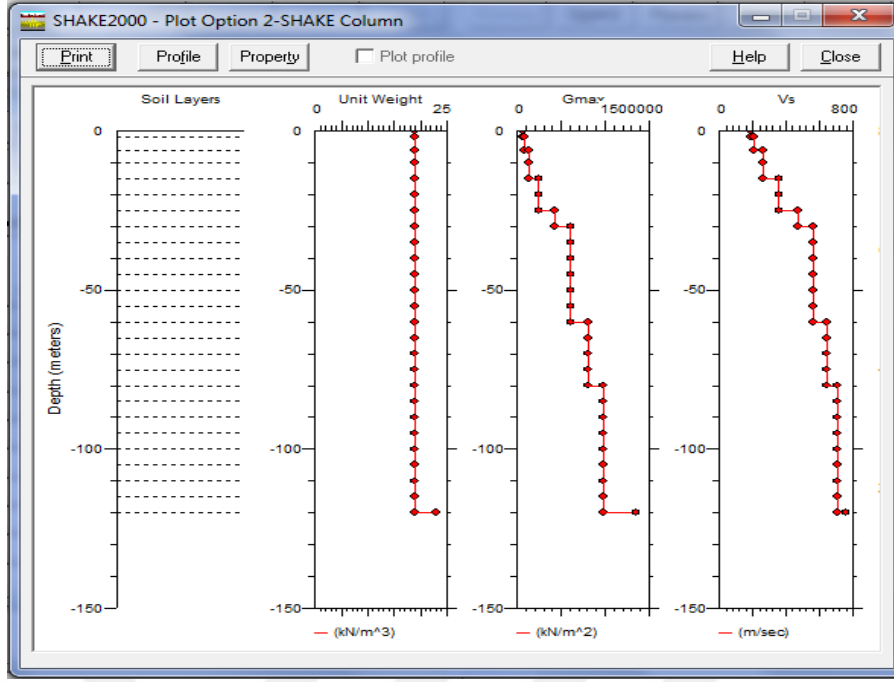 SHAKE2000 - Plot Option 2-SHAKE Column
Print Profile Property Plot profile Help Close
Soil Layers Unit Weight Gmax Vs
0 25 0 1500000 0 800
0 0 0 0
-50 -50 -50 -50
Depth (meters)
-100 -100 -100 -100
-150 -150 -150 -150
(kN/m^3) (kN/m^2) (m/sec)